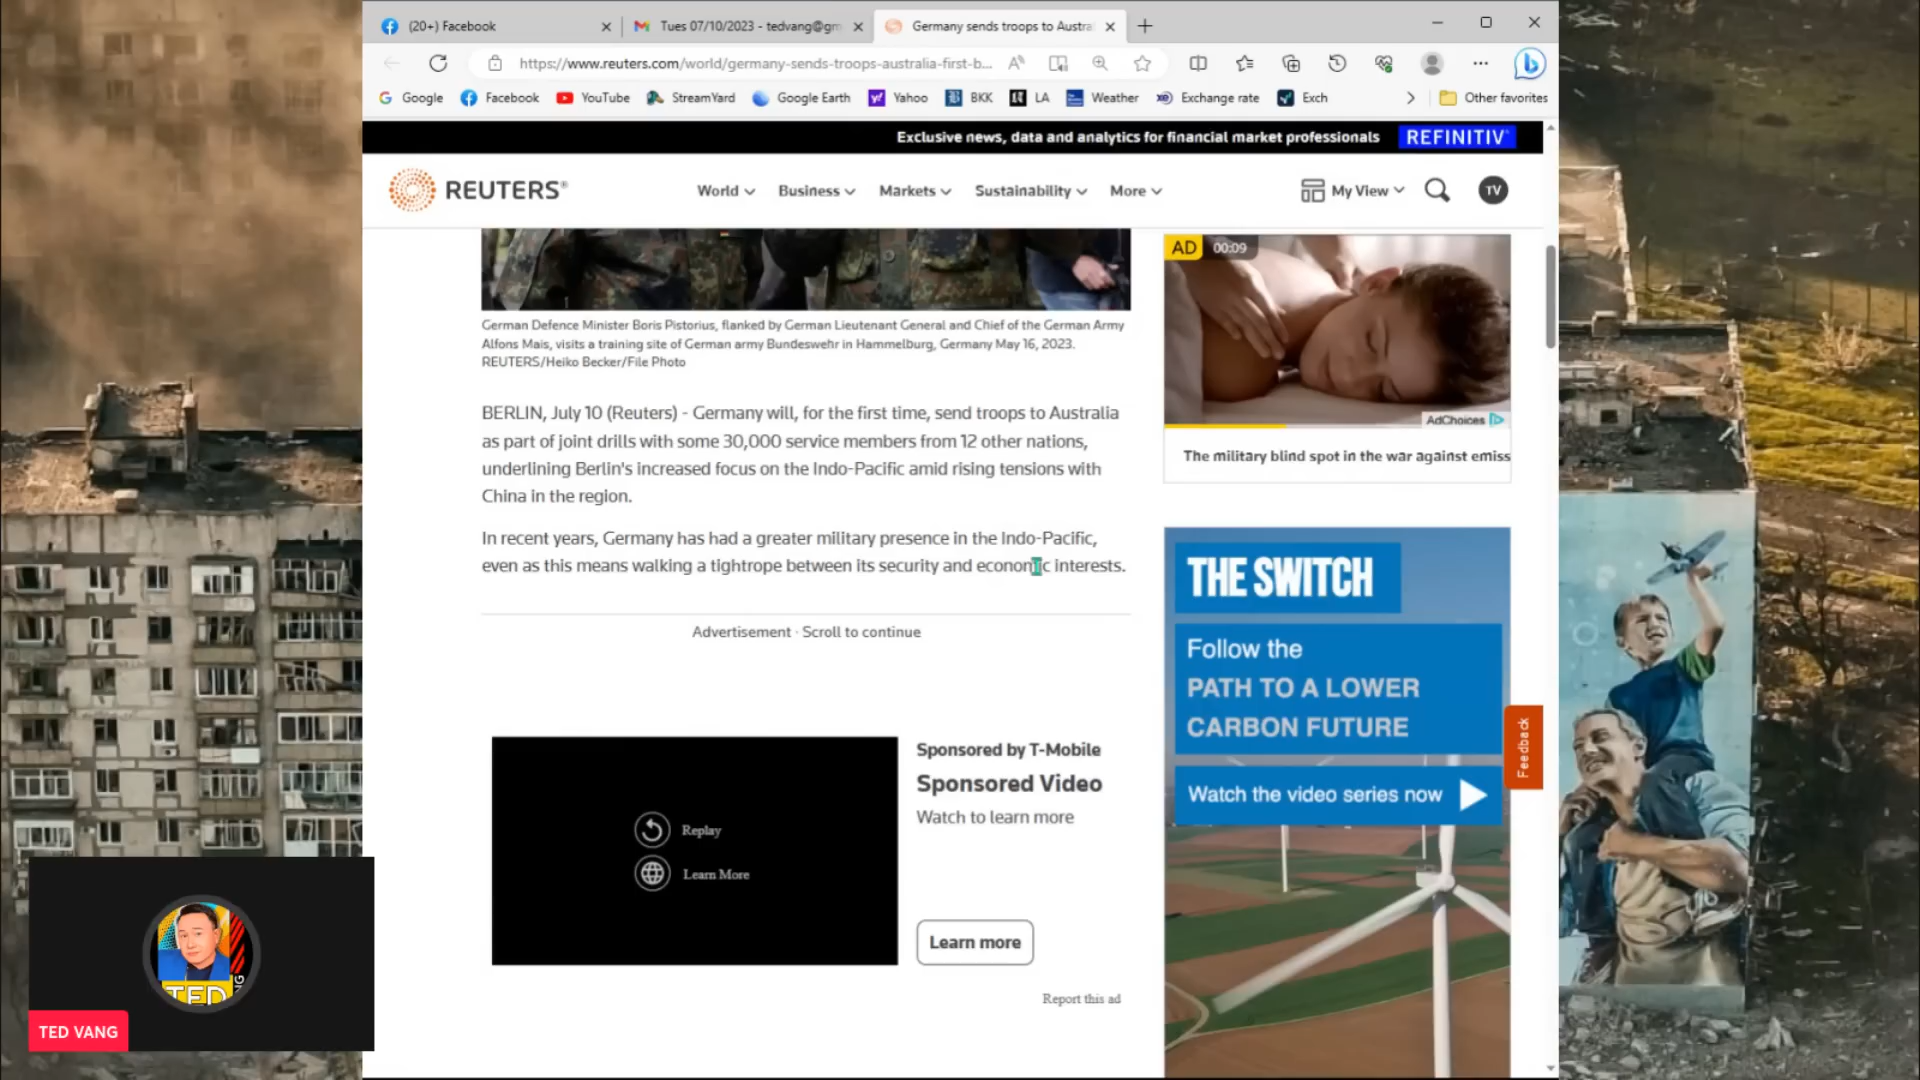 (20+) Facebook
Tues 07/10/2023 - tedvang@gm
Germany sends troops to Austra
https://www.reuters.com/world/germany-sends-troops-australia-first-b...
Google
Facebook
YouTube
StreamYard
Google Earth
Yahoo
BKK
LA
Weather
Exchange rate
Exch
Other favorites
Exclusive news, data and analytics for financial market professionals
REFINITIV
REUTERS®
World
Business
Markets
Sustainability
More
My View
TV
AD
00:09
AdChoices
The military blind spot in the war against emiss
German Defence Minister Boris Pistorius, flanked by German Lieutenant General and Chief of the German Army
Alfons Mais, visits a training site of German army Bundeswehr in Hammelburg, Germany May 16, 2023.
REUTERS/Heiko Becker/File Photo
BERLIN, July 10 (Reuters) - Germany will, for the first time, send troops to Australia
as part of joint drills with some 30,000 service members from 12 other nations,
underlining Berlin's increased focus on the Indo-Pacific amid rising tensions with
China in the region.
In recent years, Germany has had a greater military presence in the Indo-Pacific,
even as this means walking a tightrope between its security and economic interests.
Advertisement · Scroll to continue
THE SWITCH
Follow the
PATH TO A LOWER
CARBON FUTURE
Watch the video series now
Feedback
Replay
Learn More
Sponsored by T-Mobile
Sponsored Video
Watch to learn more
Learn more
Report this ad
TED
TED VANG